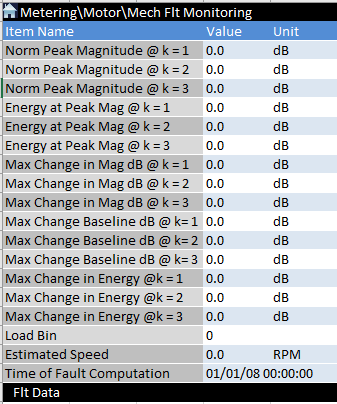 Metering\Motor\Mech Flt Monitoring
Item Name Value Unit
Norm Peak Magnitude @ k = 1 0.0 dB
Norm Peak Magnitude @ k = 2 0.0 dB
Norm Peak Magnitude @ k = 3 0.0 dB
Energy at Peak Mag @ k = 1 0.0 dB
Energy at Peak Mag @ k = 2 0.0 dB
Energy at Peak Mag @ k = 3 0.0 dB
Max Change in Mag dB @ k = 1 0.0 dB
Max Change in Mag dB @ k = 2 0.0 dB
Max Change in Mag dB @ k = 3 0.0 dB
Max Change Baseline dB @ k= 1 0.0 dB
Max Change Baseline dB @ k= 2 0.0 dB
Max Change Baseline dB @ k= 3 0.0 dB
Max Change in Energy @k = 1 0.0 dB
Max Change in Energy @k = 2 0.0 dB
Max Change in Energy @k = 3 0.0 dB
Load Bin 0
Estimated Speed 0.0 RPM
Time of Fault Computation 01/01/08 00:00:00
Flt Data